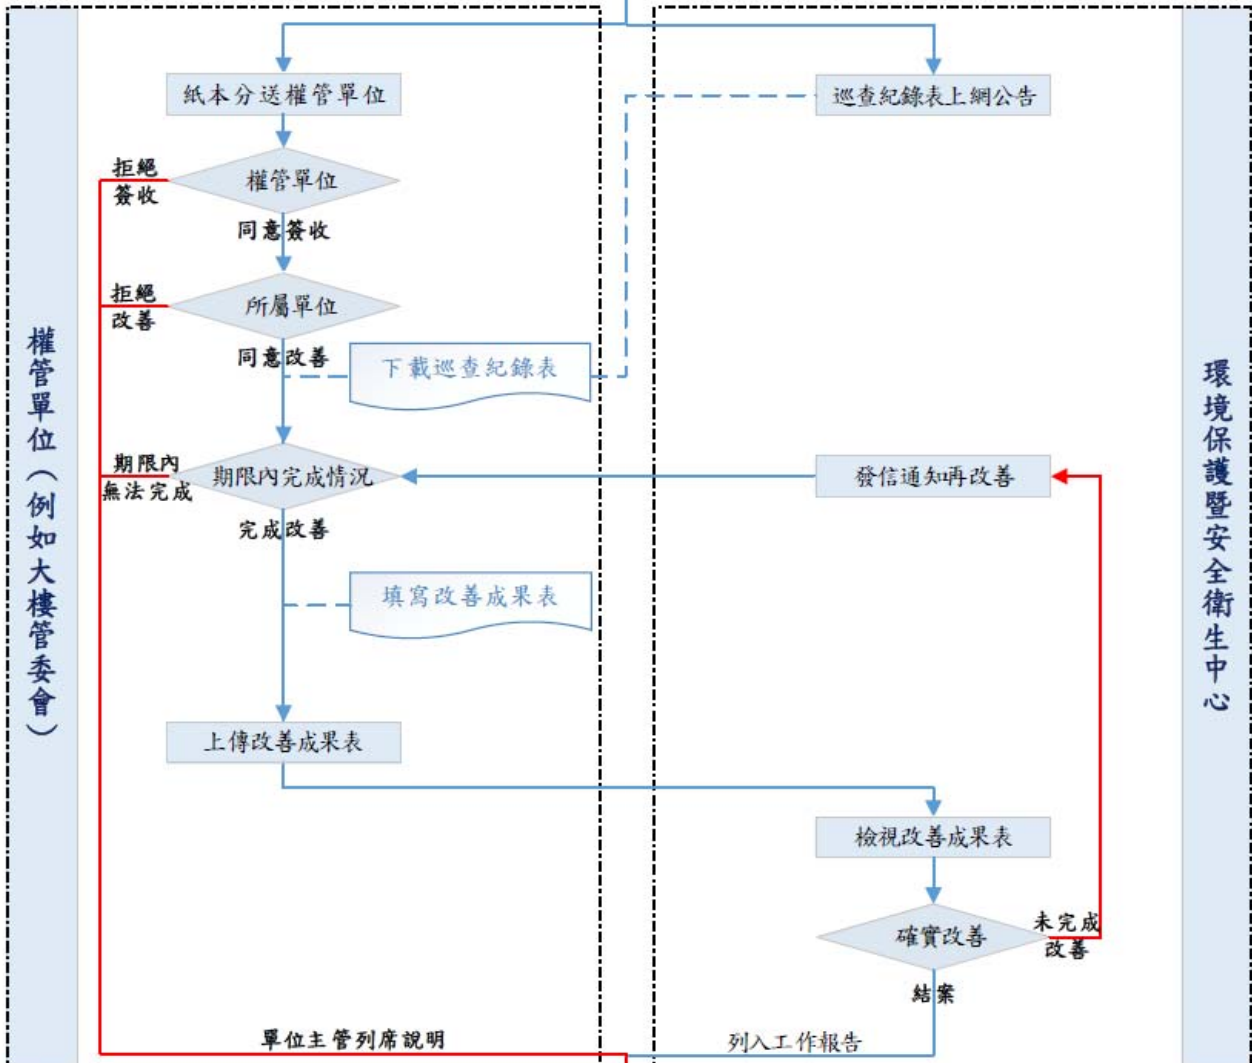 紙本分送權管單位
巡查紀錄表上網公告
拒絕
簽收
權管單位
同意簽收
拒絕
改善
所屬單位
同意改善
下載巡查紀錄表
期限內
無法完成
期限內完成情況
發信通知再改善
完成改善
填寫改善成果表
上傳改善成果表
檢視改善成果表
確實改善
未完成
改善
結案
單位主管列席說明
列入工作報告
權管單位（例如大樓管委會）
環境保護暨安全衛生中心